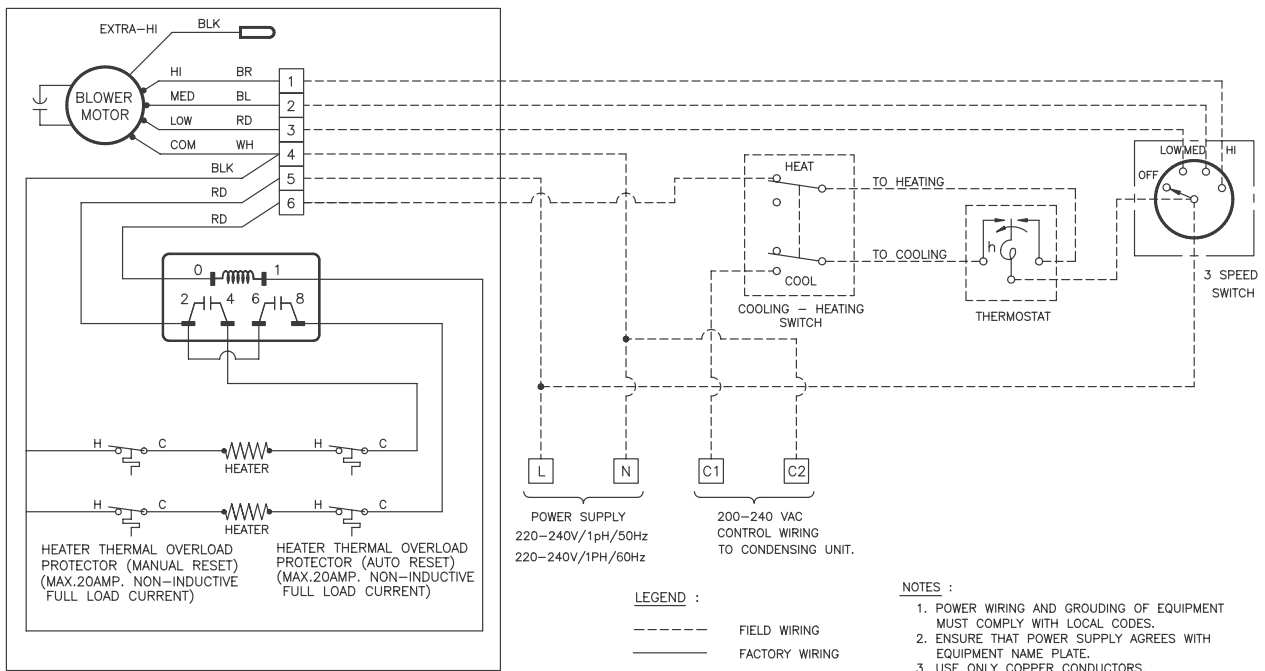 EXTRA-HI BLK
HI BR 1
BLOWER MOTOR
MED BL 2
LOW RD 3
COM WH 4
BLK 5
RD 6
RD
0 1
2 4 6 8
H C H C
HEATER
H C H C
HEATER
HEATER THERMAL OVERLOAD
PROTECTOR (MANUAL RESET)
(MAX.20AMP. NON-INDUCTIVE
FULL LOAD CURRENT)
HEATER THERMAL OVERLOAD
PROTECTOR (AUTO RESET)
(MAX.20AMP. NON-INDUCTIVE
FULL LOAD CURRENT)
HEAT
COOL
COOLING - HEATING
SWITCH
TO HEATING
TO COOLING
h
THERMOSTAT
LOW MED HI
OFF
3 SPEED
SWITCH
L N C1 C2
POWER SUPPLY
220-240V/1pH/50Hz
220-240V/1PH/60Hz
200-240 VAC
CONTROL WIRING
TO CONDENSING UNIT.
LEGEND :
FIELD WIRING
FACTORY WIRING
NOTES :
1. POWER WIRING AND GROUDING OF EQUIPMENT
MUST COMPLY WITH LOCAL CODES.
2. ENSURE THAT POWER SUPPLY AGREES WITH
EQUIPMENT NAME PLATE.
3. USE ONLY COPPER CONDUCTORS